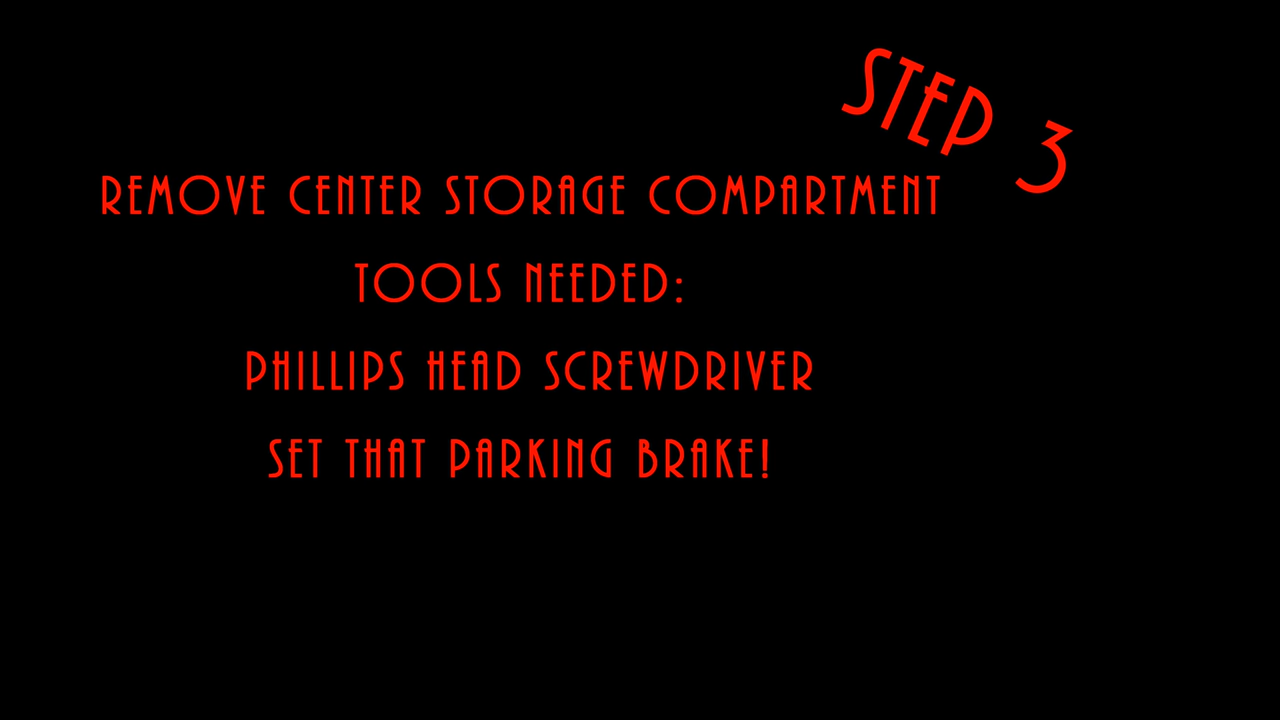 STEP 3
REMOVE CENTER STORAGE COMPARTMENT
TOOLS NEEDED:
PHILLIPS HEAD SCREWDRIVER
SET THAT PARKING BRAKE!